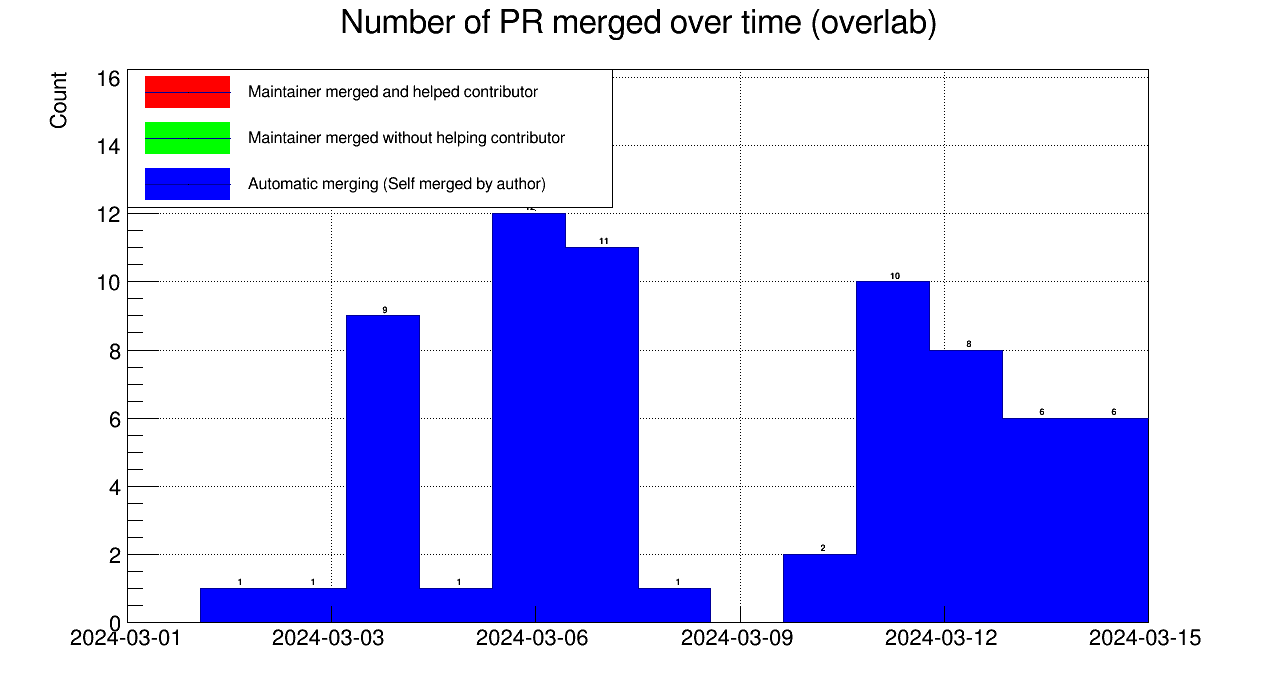 Number of PR merged over time (overlab)
Count
Maintainer merged and helped contributor
Maintainer merged without helping contributor
Automatic merging (Self merged by author)
16
14
12
10
8
6
4
2
0
11
9
10
8
6 6
2
1 1 1 1
2024-03-01 2024-03-03 2024-03-06 2024-03-09 2024-03-12 2024-03-15